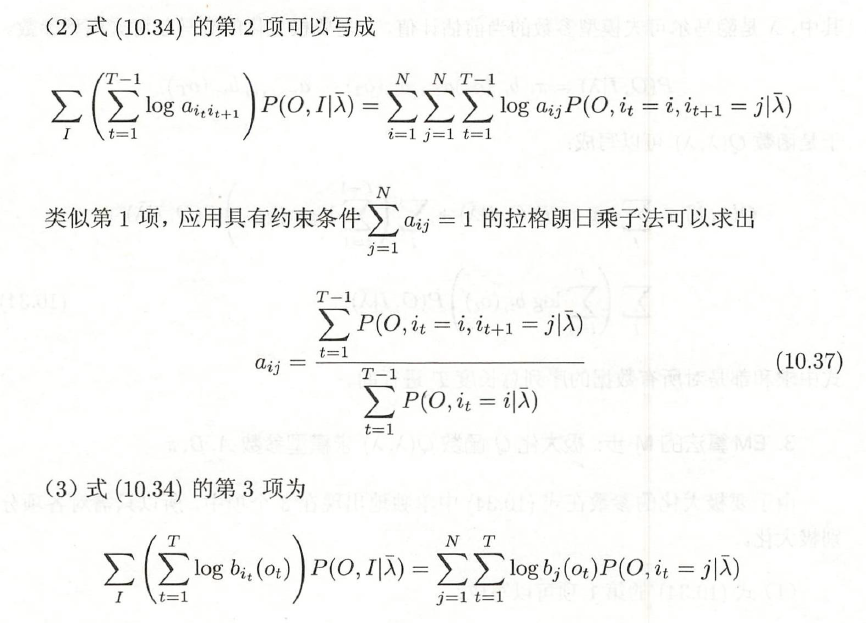 （2）式 (10.34) 的第 2 项可以写成
$$\sum_{I}\left(\sum_{t=1}^{T-1}\log a_{i_t i_{t+1}}\right)P(O,I|\bar{\lambda})=\sum_{i=1}^{N}\sum_{j=1}^{N}\sum_{t=1}^{T-1}\log a_{ij}P(O,i_t=i,i_{t+1}=j|\bar{\lambda})$$
类似第 1 项，应用具有约束条件 $\sum_{j=1}^{N}a_{ij}=1$ 的拉格朗日乘子法可以求出
$$a_{ij}=\frac{\sum_{t=1}^{T-1}P(O,i_t=i,i_{t+1}=j|\bar{\lambda})}{\sum_{t=1}^{T-1}P(O,i_t=i|\bar{\lambda})}$$ (10.37)
（3）式 (10.34) 的第 3 项为
$$\sum_{I}\left(\sum_{t=1}^{T}\log b_{i_t}(o_t)\right)P(O,I|\bar{\lambda})=\sum_{j=1}^{N}\sum_{t=1}^{T}\log b_j(o_t)P(O,i_t=j|\bar{\lambda})$$